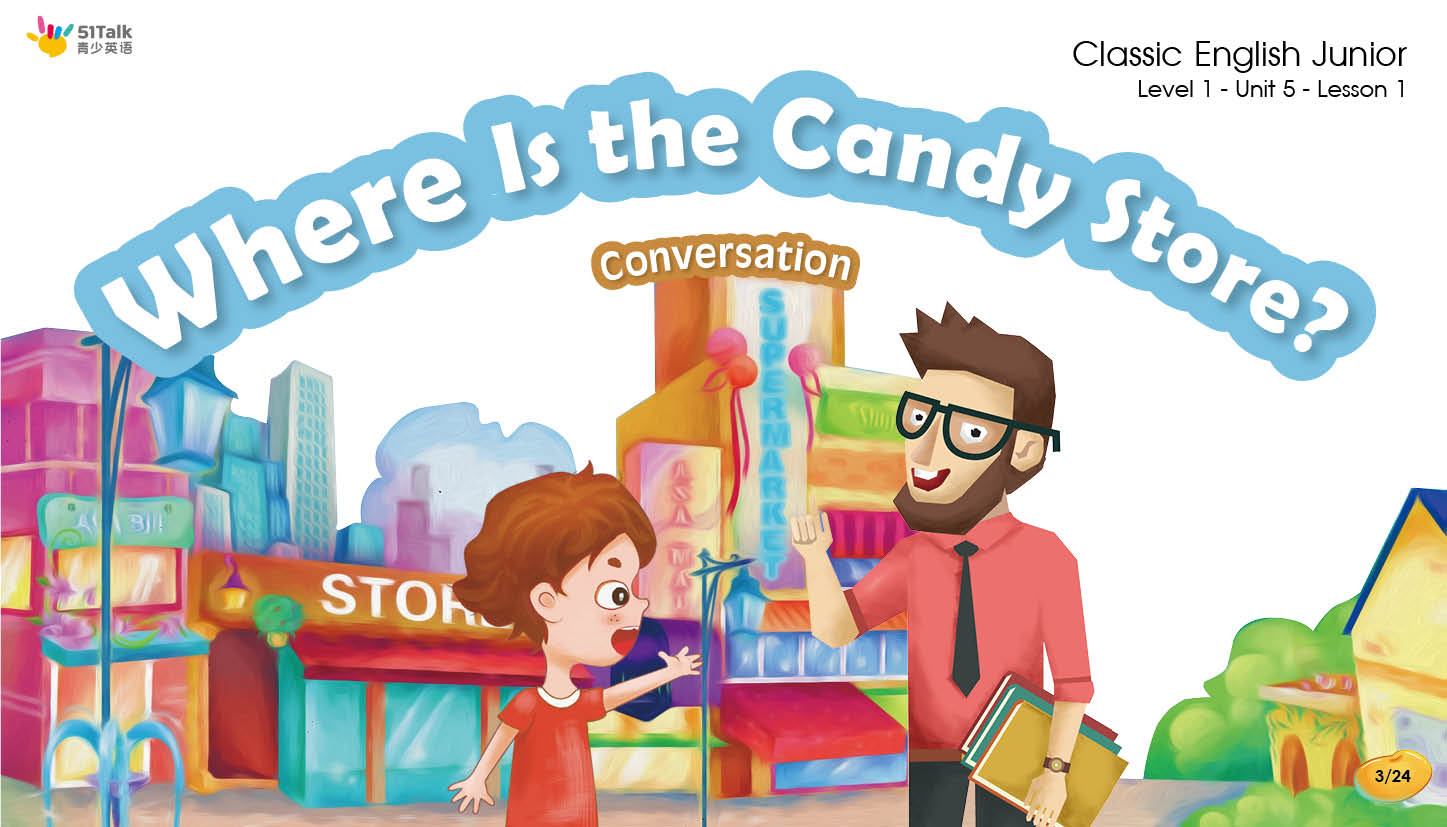 51Talk
青少英语
Classic English Junior
Level 1 - Unit 5 - Lesson 1
Where Is the Candy Store?
Conversation
SUPERMARKET
STORE
3/24